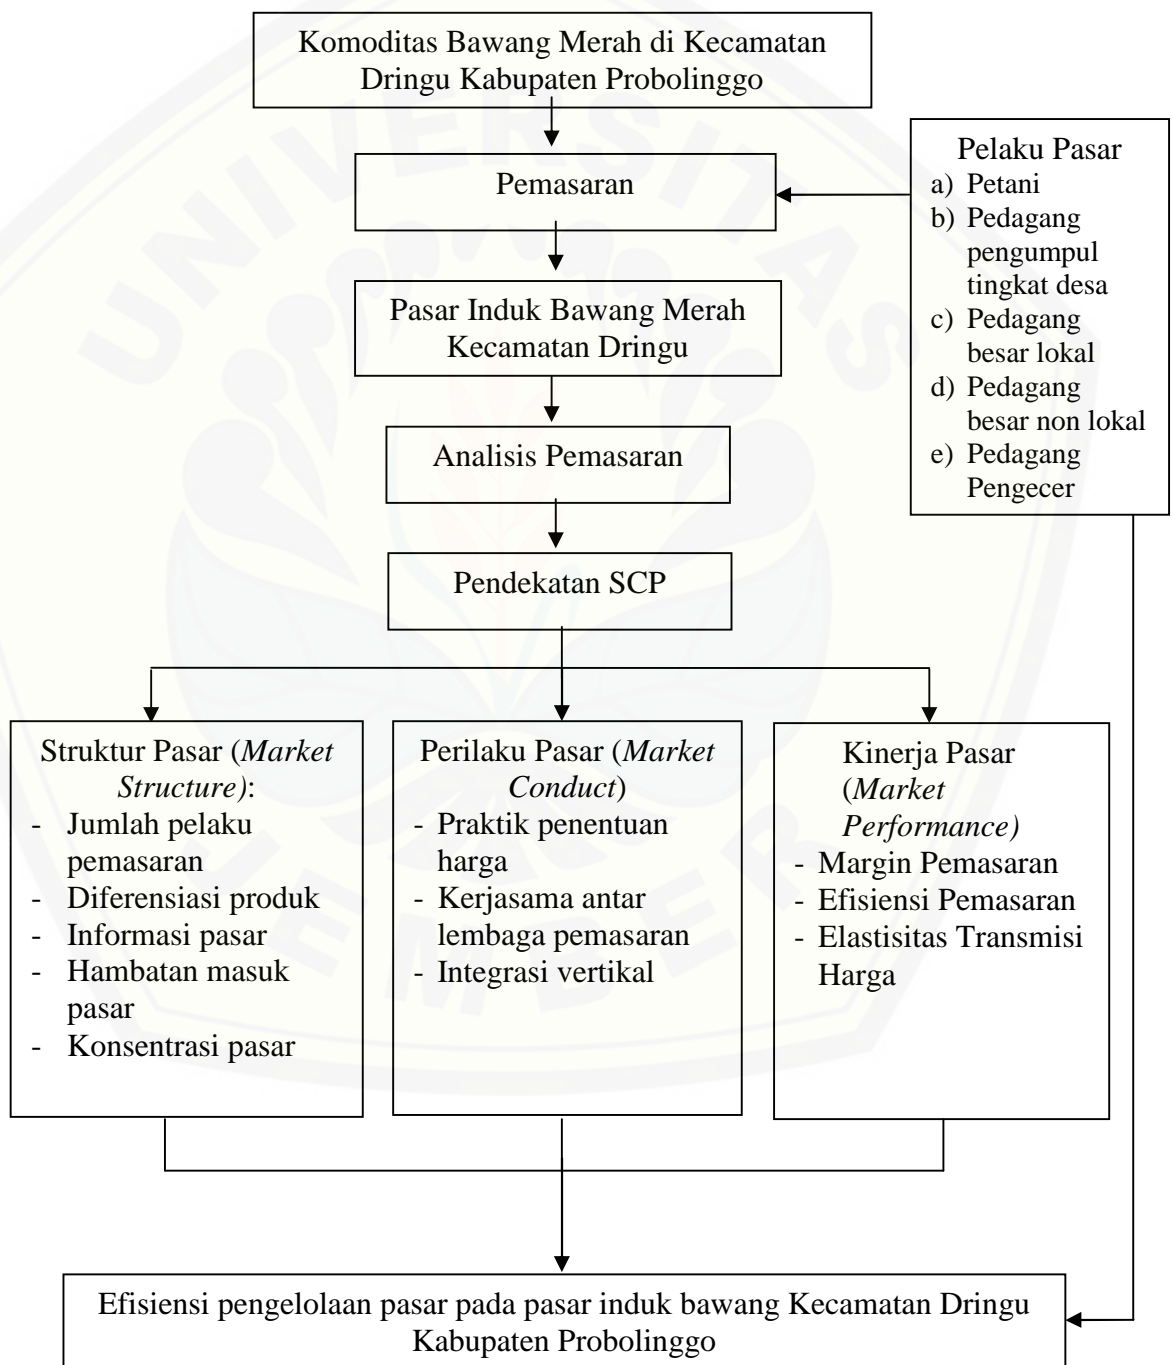 Komoditas Bawang Merah di Kecamatan
Dringu Kabupaten Probolinggo
Pemasaran
Pelaku Pasar
a) Petani
b) Pedagang
pengumpul
tingkat desa
c) Pedagang
besar lokal
d) Pedagang
besar non lokal
e) Pedagang
Pengecer
Pasar Induk Bawang Merah
Kecamatan Dringu
Analisis Pemasaran
Pendekatan SCP
Struktur Pasar (Market
Structure):
- Jumlah pelaku
pemasaran
- Diferensiasi produk
- Informasi pasar
- Hambatan masuk
pasar
- Konsentrasi pasar
Perilaku Pasar (Market
Conduct)
- Praktik penentuan
harga
- Kerjasama antar
lembaga pemasaran
- Integrasi vertikal
Kinerja Pasar
(Market
Performance)
- Margin Pemasaran
- Efisiensi Pemasaran
- Elastisitas Transmisi
Harga
Efisiensi pengelolaan pasar pada pasar induk bawang Kecamatan Dringu
Kabupaten Probolinggo
UNIVERSITAS
JEMBER